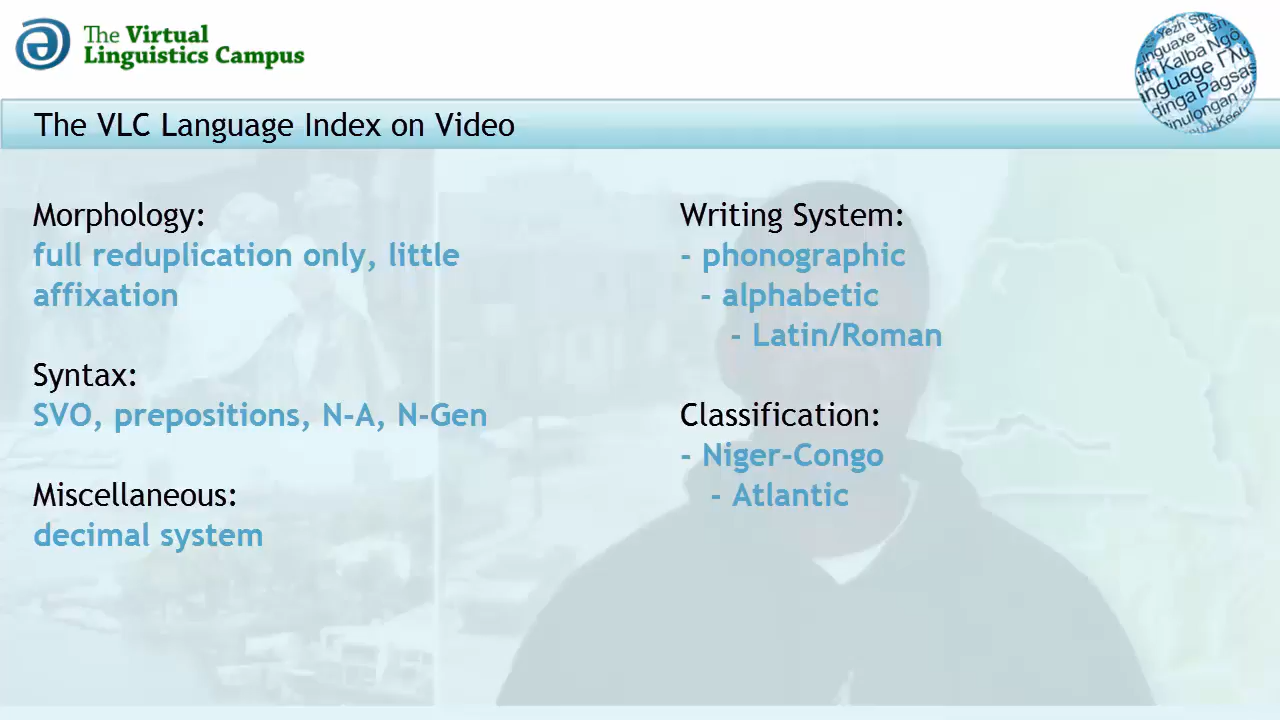 The Virtual
Linguistics Campus
The VLC Language Index on Video
Morphology:
full reduplication only, little
affixation
Syntax:
SVO, prepositions, N-A, N-Gen
Miscellaneous:
decimal system
Writing System:
- phonographic
- alphabetic
- Latin/Roman
Classification:
- Niger-Congo
- Atlantic